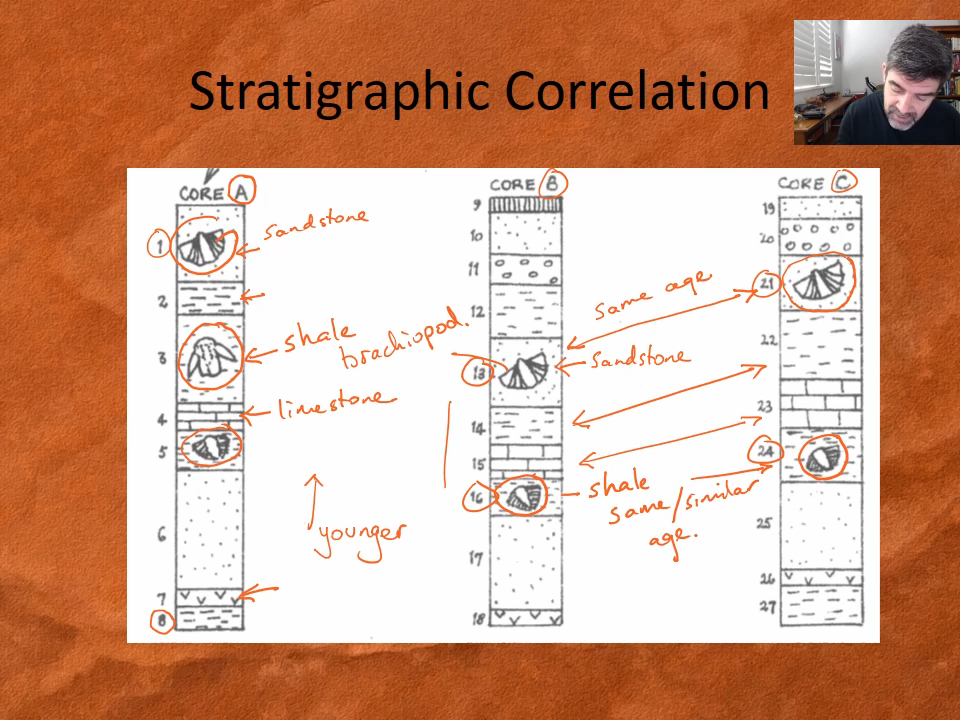 Stratigraphic Correlation
CORE A
CORE B
CORE C
1
2
3
4
5
6
7
8
sandstone
shale
brachiopod.
limestone
younger
9
10
11
12
13
14
15
16
17
18
same age
sandstone
shale
same/similar
age.
19
20
21
22
23
24
25
26
27